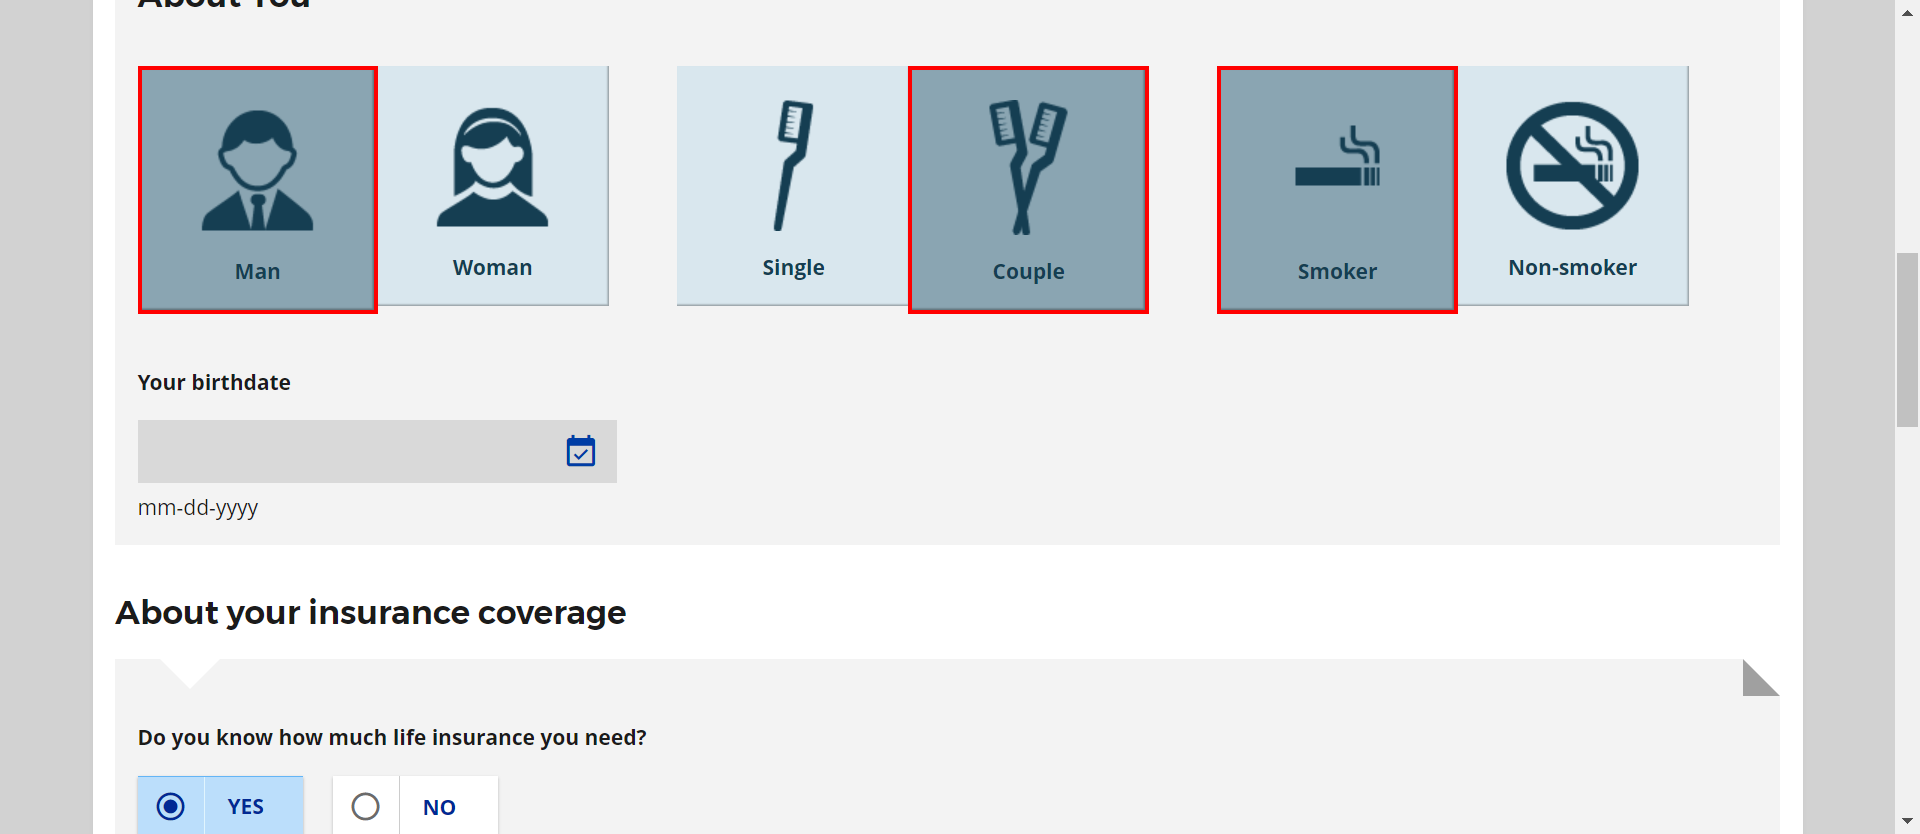 About You
Man
Woman
Single
Couple
Smoker
Non-smoker
Your birthdate
mm-dd-yyyy
About your insurance coverage
Do you know how much life insurance you need?
YES
NO